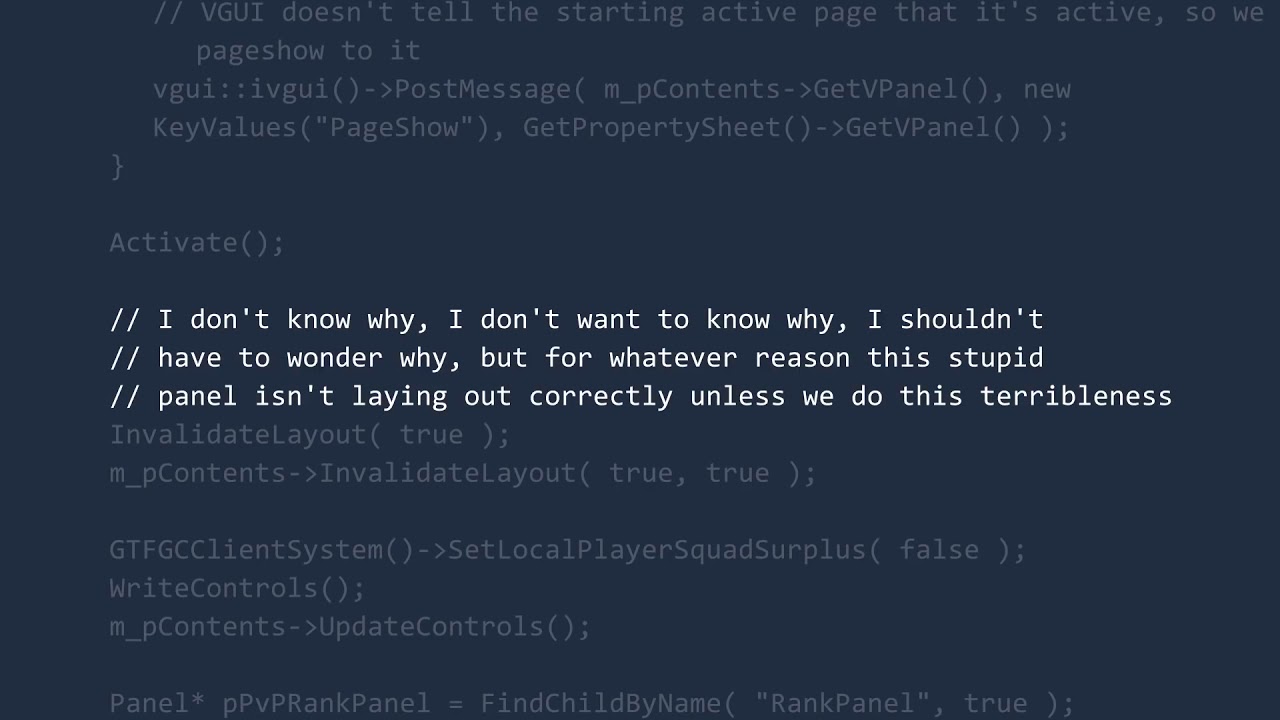 // VGUI doesn't tell the starting active page that it's active, so we
pageshow to it
vgui::ivgui()->PostMessage( m_pContents->GetVPanel(), new
KeyValues("PageShow"), GetPropertySheet()->GetVPanel() );
}
Activate();
// I don't know why, I don't want to know why, I shouldn't
// have to wonder why, but for whatever reason this stupid
// panel isn't laying out correctly unless we do this terribleness
InvalidateLayout( true );
m_pContents->InvalidateLayout( true, true );
GTFGCClientSystem()->SetLocalPlayerSquadSurplus( false );
WriteControls();
m_pContents->UpdateControls();
Panel* pPvPRankPanel = FindChildByName( "RankPanel", true );